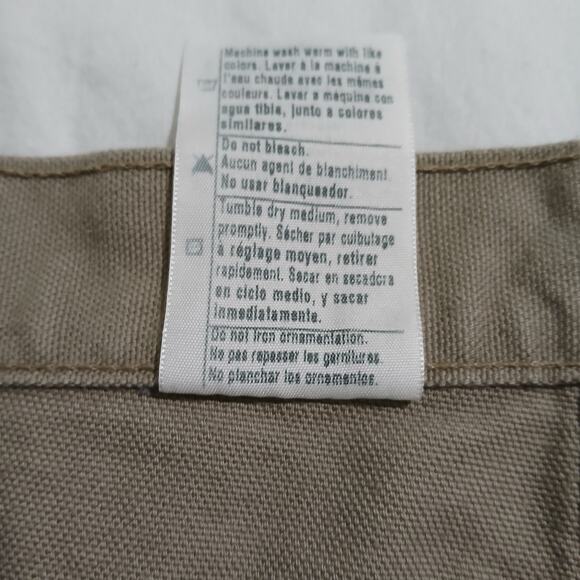 Machine wash warm with like
colors. Laver à la machine à
l'eau chaude avec les mêmes
couleurs. Lavar a máquina con
agua tibia, junto a colores
similares.
Do not bleach.
Aucun agent de blanchiment.
No usar blanqueador.
Tumble dry medium, remove
promptly. Sécher par culbutage
à réglage moyen, retirer
rapidement. Secar en secadora
en ciclo medio, y sacar
inmediatamente.
Do not iron ornamentation.
Ne pas repasser les garnitures.
No planchar los ornamentos.